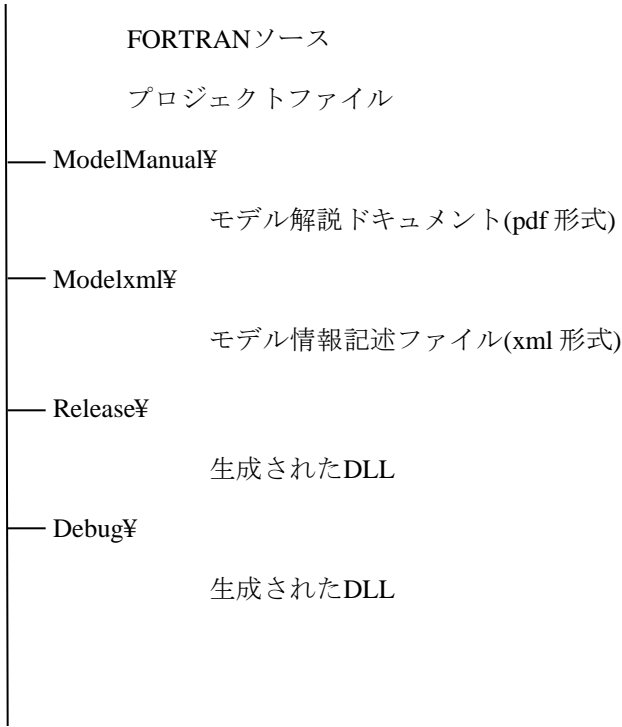 FORTRANソース
プロジェクトファイル
ModelManual¥
モデル解説ドキュメント(pdf 形式)
Modelxml¥
モデル情報記述ファイル(xml 形式)
Release¥
生成されたDLL
Debug¥
生成されたDLL